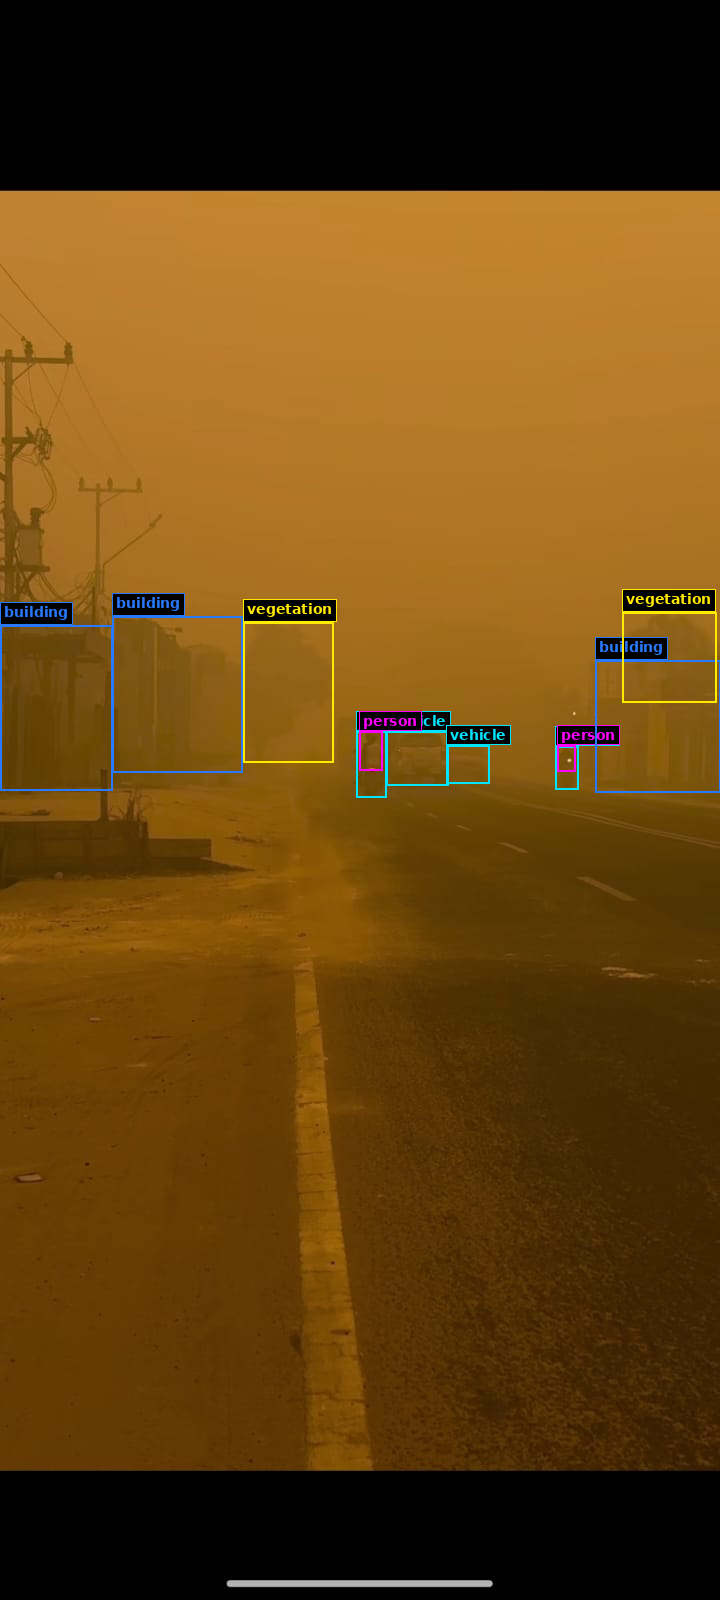 building
building
vegetation
vegetation
building
person
cle
vehicle
person